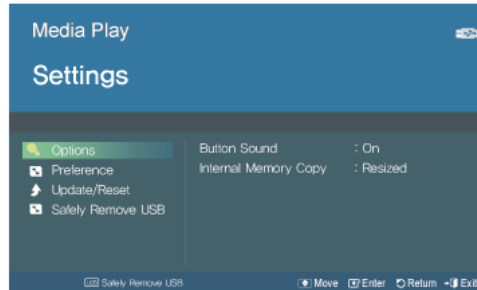 Media Play
Settings
Options
Button Sound : On
Preference
Internal Memory Copy : Resized
Update/Reset
Safely Remove USB
Safely Remove USB Move Enter Return Exit